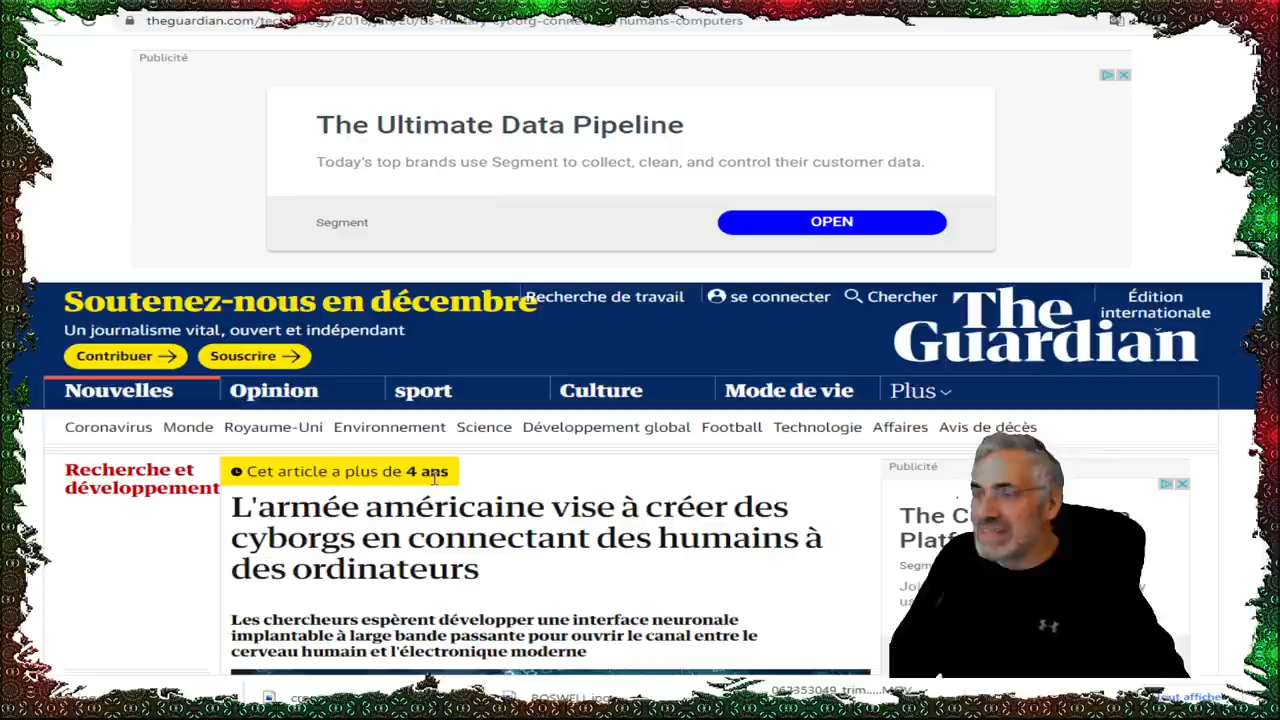 theguardian.com/
humans-computers
Publicité
The Ultimate Data Pipeline
Today's top brands use Segment to collect, clean, and control their customer data.
Segment
OPEN
Soutenez-nous en décembre
Recherche de travail
se connecter
Chercher
The
Guardian
Édition
internationale
Un journalisme vital, ouvert et indépendant
Contribuer
Souscrire
Nouvelles Opinion sport Culture Mode de vie Plus
Coronavirus Monde Royaume-Uni Environnement Science Développement global Football Technologie Affaires Avis de décès
Recherche et
développement
Cet article a plus de 4 ans
L'armée américaine vise à créer des
cyborgs en connectant des humains à
des ordinateurs
Les chercheurs espèrent développer une interface neuronale
implantable à large bande passante pour ouvrir le canal entre le
cerveau humain et l'électronique moderne
Publicité
The